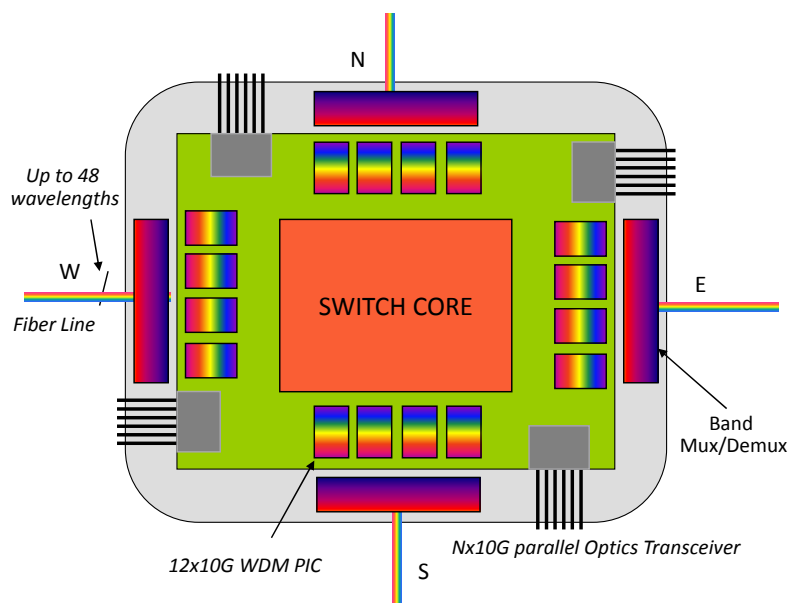 N
Up to 48
wavelengths
W
E
SWITCH CORE
Fiber Line
Band
Mux/Demux
Nx10G parallel Optics Transceiver
12x10G WDM PIC
S